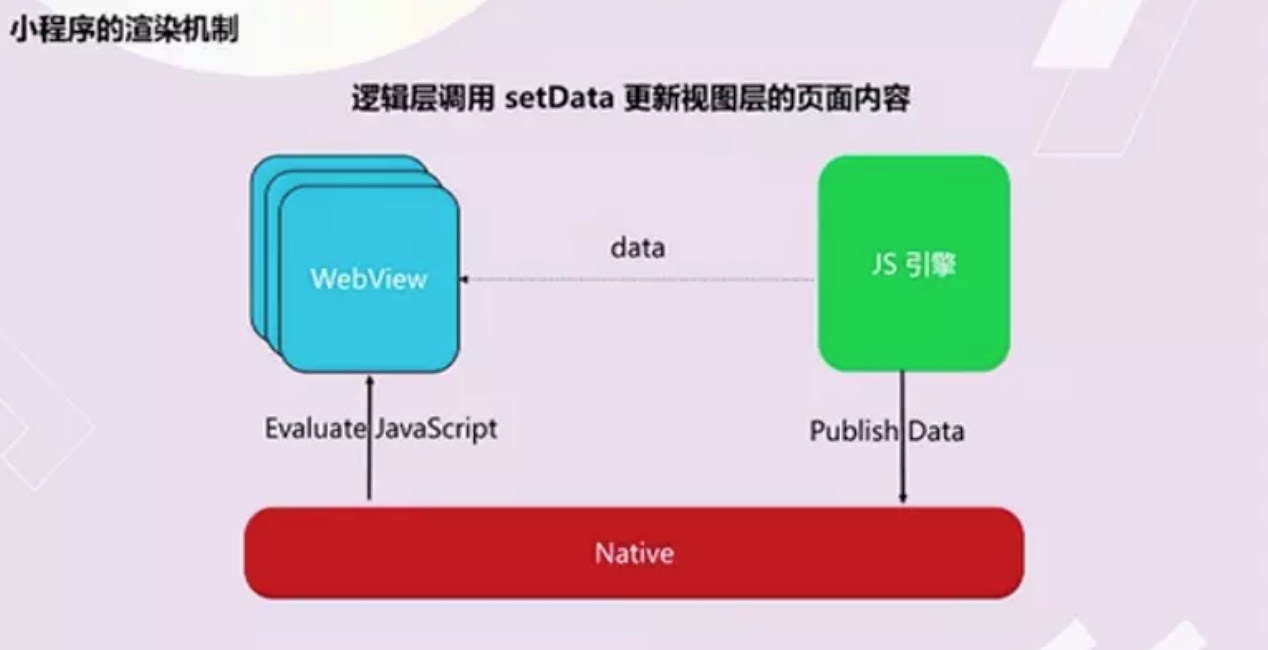 小程序的渲染机制
逻辑层调用 setData 更新视图层的页面内容
data
WebView
JS 引擎
Evaluate JavaScript
Publish Data
Native